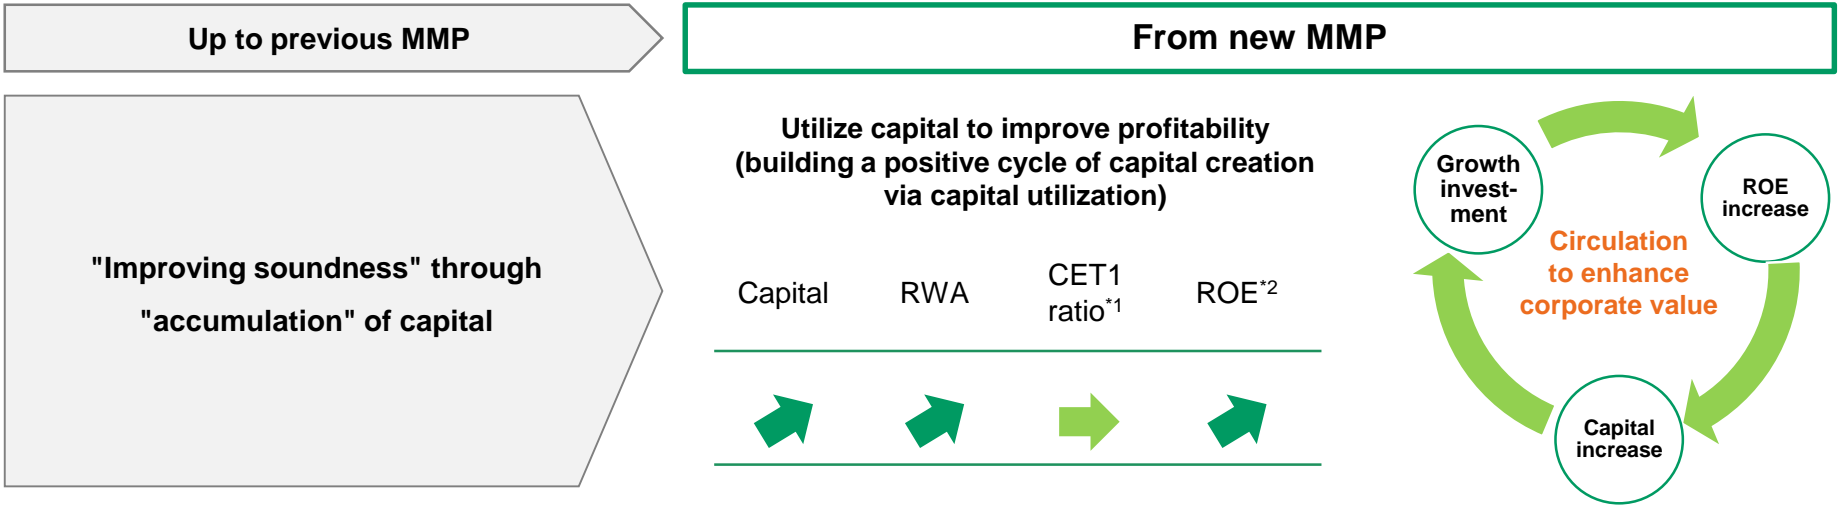 Up to previous MMP
From new MMP
"Improving soundness" through
"accumulation" of capital
Utilize capital to improve profitability
(building a positive cycle of capital creation
via capital utilization)
Capital
RWA
CET1
ratio*1
ROE*2
Growth
invest-
ment
ROE
increase
Circulation
to enhance
corporate value
Capital
increase